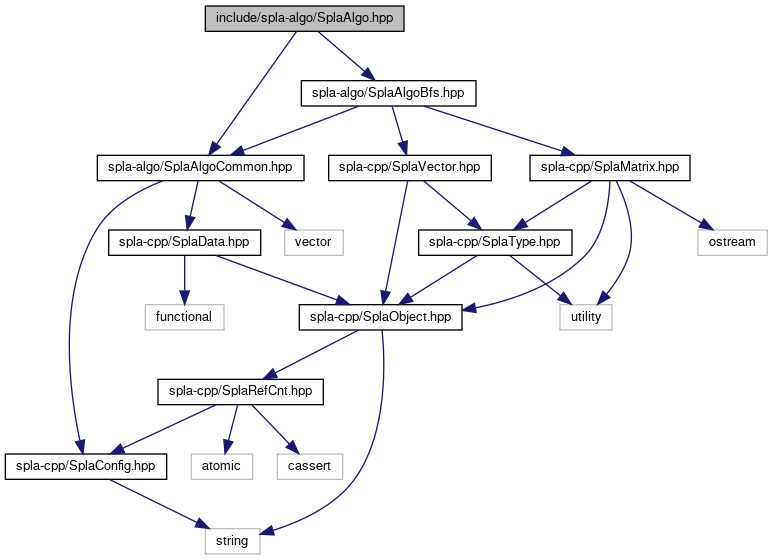 include/spla-algo/SplaAlgo.hpp
spla-algo/SplaAlgoBfs.hpp
spla-algo/SplaAlgoCommon.hpp
spla-cpp/SplaVector.hpp
spla-cpp/SplaMatrix.hpp
spla-cpp/SplaData.hpp
vector
spla-cpp/SplaType.hpp
ostream
functional
spla-cpp/SplaObject.hpp
utility
spla-cpp/SplaRefCnt.hpp
spla-cpp/SplaConfig.hpp
atomic
cassert
string